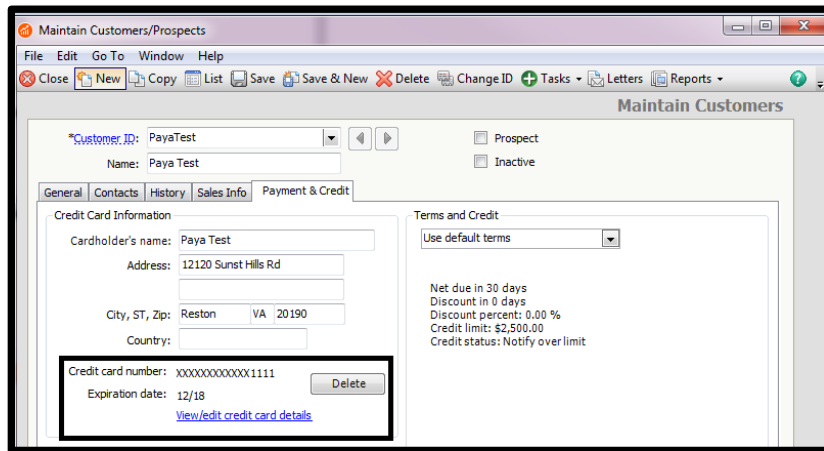 Maintain Customers/Prospects
File Edit Go To Window Help
Close New Copy List Save Save & New Delete Change ID Tasks Letters Reports
Maintain Customers
*Customer ID: PayaTest
Prospect
Name: Paya Test
Inactive
General Contacts History Sales Info Payment & Credit
Credit Card Information
Cardholder's name: Paya Test
Address: 12120 Sunst Hills Rd
City, ST, Zip: Reston VA 20190
Country:
Credit card number: XXXXXXXXXXXX1111
Delete
Expiration date: 12/18
View/edit credit card details
Terms and Credit
Use default terms
Net due in 30 days
Discount in 0 days
Discount percent: 0.00 %
Credit limit: $2,500.00
Credit status: Notify over limit